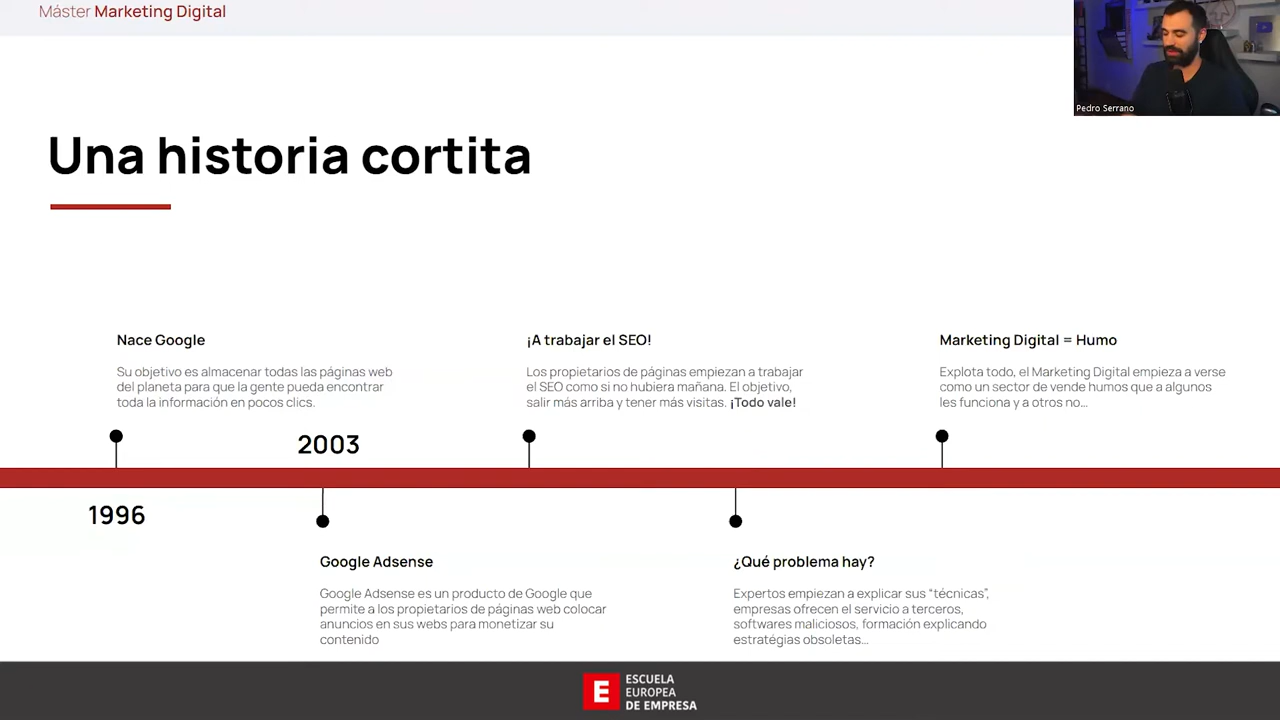 Máster Marketing Digital
Pedro Serrano
Una historia cortita
Nace Google
Su objetivo es almacenar todas las páginas web
del planeta para que la gente pueda encontrar
toda la información en pocos clics.
¡A trabajar el SEO!
Los propietarios de páginas empiezan a trabajar
el SEO como si no hubiera mañana. El objetivo,
salir más arriba y tener más visitas. ¡Todo vale!
Marketing Digital = Humo
Explota todo, el Marketing Digital empieza a verse
como un sector de vende humos que a algunos
les funciona y a otros no...
2003
1996
Google Adsense
Google Adsense es un producto de Google que
permite a los propietarios de páginas web colocar
anuncios en sus webs para monetizar su
contenido
¿Qué problema hay?
Expertos empiezan a explicar sus “técnicas”,
empresas ofrecen el servicio a terceros,
softwares maliciosos, formación explicando
estratégias obsoletas...
E
ESCUELA
EUROPEA
DE EMPRESA